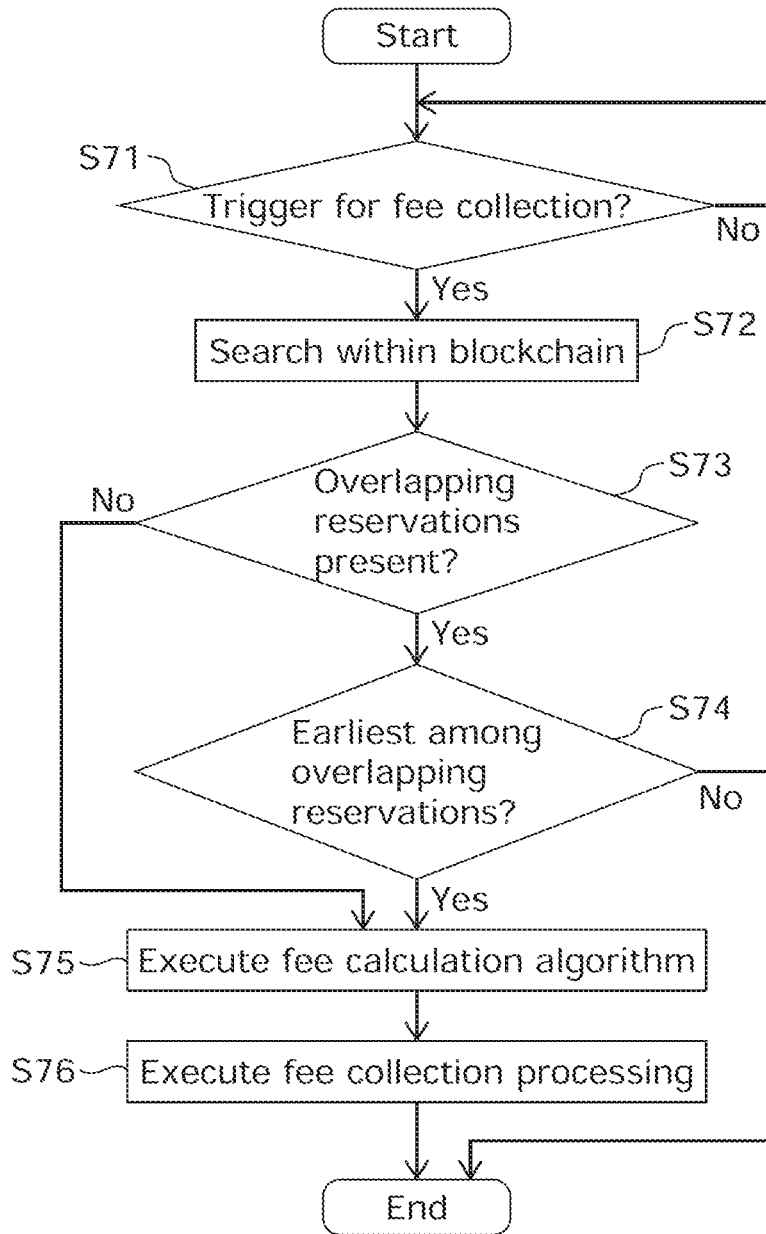 Start
S71
Trigger for fee collection?
No
Yes
Search within blockchain
S72
S73
No
Overlapping
reservations
present?
Yes
S74
Earliest among
overlapping
reservations?
No
Yes
S75
Execute fee calculation algorithm
S76
Execute fee collection processing
End